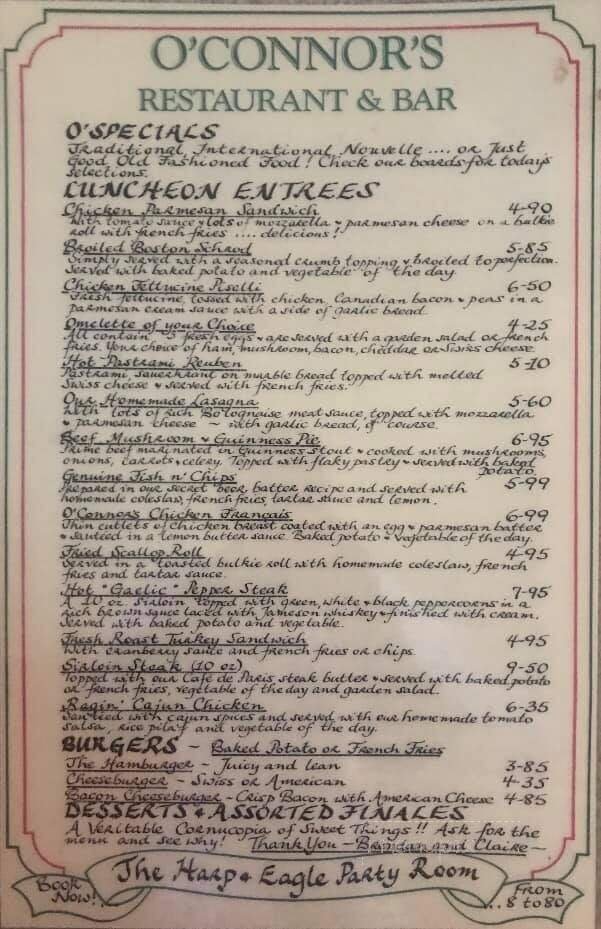 O'CONNOR'S
RESTAURANT & BAR
O'SPECIALS
Traditional, International, Nouvelle .... or Just
Good Old Fashioned Food! Check our boards for today's
selections.
LUNCHEON ENTREES
Chicken Parmesan Sandwich 4-90
With tomato sauce & lots of mozzarella & parmesan cheese on a bulkie
roll with french fries .... delicious!
Broiled Boston Schrod 5-85
Simply served with a seasoned crumb topping & broiled to perfection.
Served with baked potato and vegetable of the day.
Chicken Fettucine Piselli 6-50
Fresh fettucine, tossed with chicken, Canadian bacon & peas in a
parmesan cream sauce with a side of garlic bread.
Omelette of your Choice 4-25
All contain 3 fresh eggs & are served with a garden salad or french
fries. Your choice of ham, mushroom, bacon, cheddar or Swiss cheese
Hot Pastrami Reuben 5-10
Pastrami, sauerkraut on marble bread topped with melted
Swiss cheese & served with french fries.
Our Homemade Lasagna 5-60
With lots of rich Bolognaise meat sauce, topped with mozzarella
& parmesan cheese ~ with garlic bread, of course.
Beef, Mushroom & Guinness Pie 6-95
Prime beef marinated in Guinness stout & cooked with mushrooms,
onions, carrots & celery. Topped with flaky pastry & served with baked
potato.
Genuine Fish n' Chips 5-99
Prepared in our secret beer batter recipe and served with
homemade coleslaw, french fries, tartar sauce and lemon.
O'Connor's Chicken Français 6-99
Thin cutlets of chicken breast coated with an egg & parmesan batter
& sautéed in a lemon butter sauce. Baked potato & vegetable of the day.
Fried Scallop Roll 4-95
Served in a toasted bulkie roll with homemade coleslaw, french
fries and tartar sauce.
Hot "Gaelic" Pepper Steak 7-95
A 10 oz. Sirloin topped with green, white & black peppercorns in a
rich brown sauce laced with Jameson whiskey & finished with cream.
Served with baked potato and vegetable.
Fresh Roast Turkey Sandwich 4-95
With cranberry sauce and french fries or chips.
Sirloin Steak (10 oz) 9-50
Topped with our Café de Paris steak butter & served with baked potato
or french fries, vegetable of the day and garden salad.
Ragin' Cajun Chicken 6-35
Sautéed with cajun spices and served with our homemade tomato
salsa, rice pilaf and vegetable of the day.
BURGERS ~ Baked Potato or French Fries
The Hamburger ~ Juicy and lean 3-85
Cheeseburger ~ Swiss or American 4-35
Bacon Cheeseburger ~ Crisp Bacon with American Cheese 4-85
DESSERTS & ASSORTED FINALES
A Veritable Cornucopia of Sweet Things!! Ask for the
menu and see why! Thank You ~ Brendan and Claire ~
Book
Now!..
The Harp & Eagle Party Room
From
..8 to 80